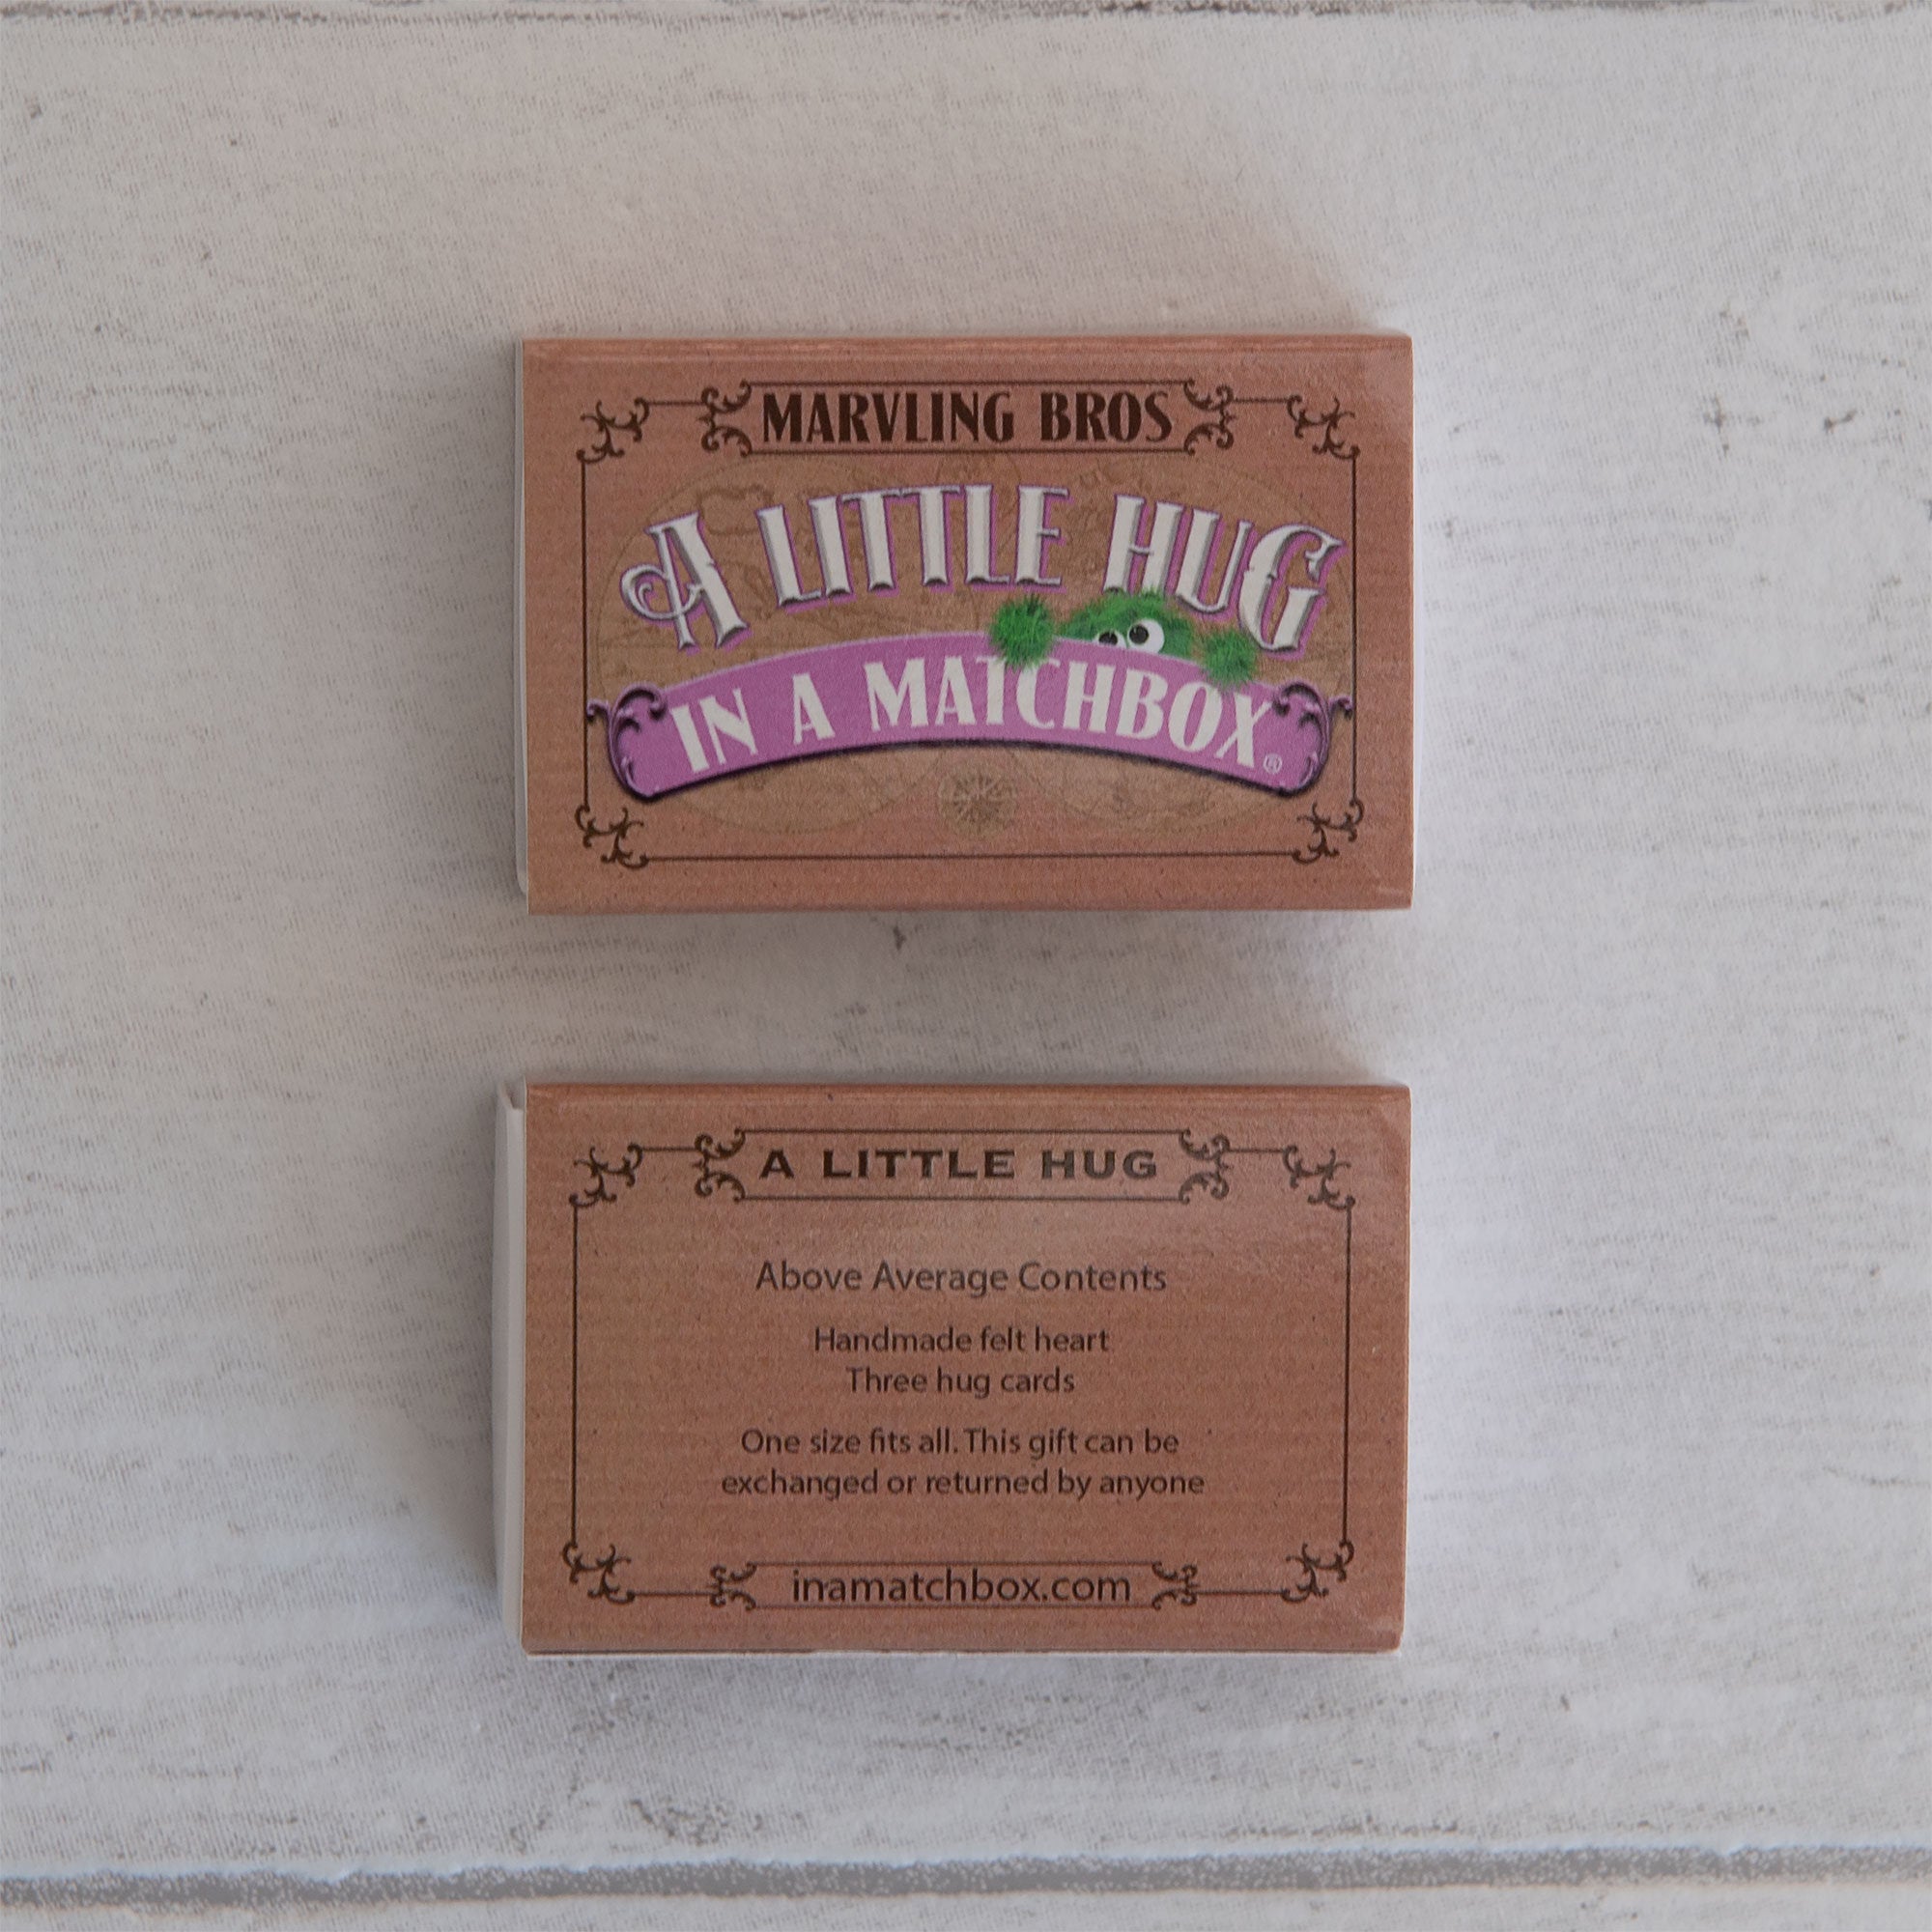 MARVLING BROS
A LITTLE HUG
IN A MATCHBOX®
A LITTLE HUG
Above Average Contents
Handmade felt heart
Three hug cards
One size fits all. This gift can be
exchanged or returned by anyone
inamatchbox.com